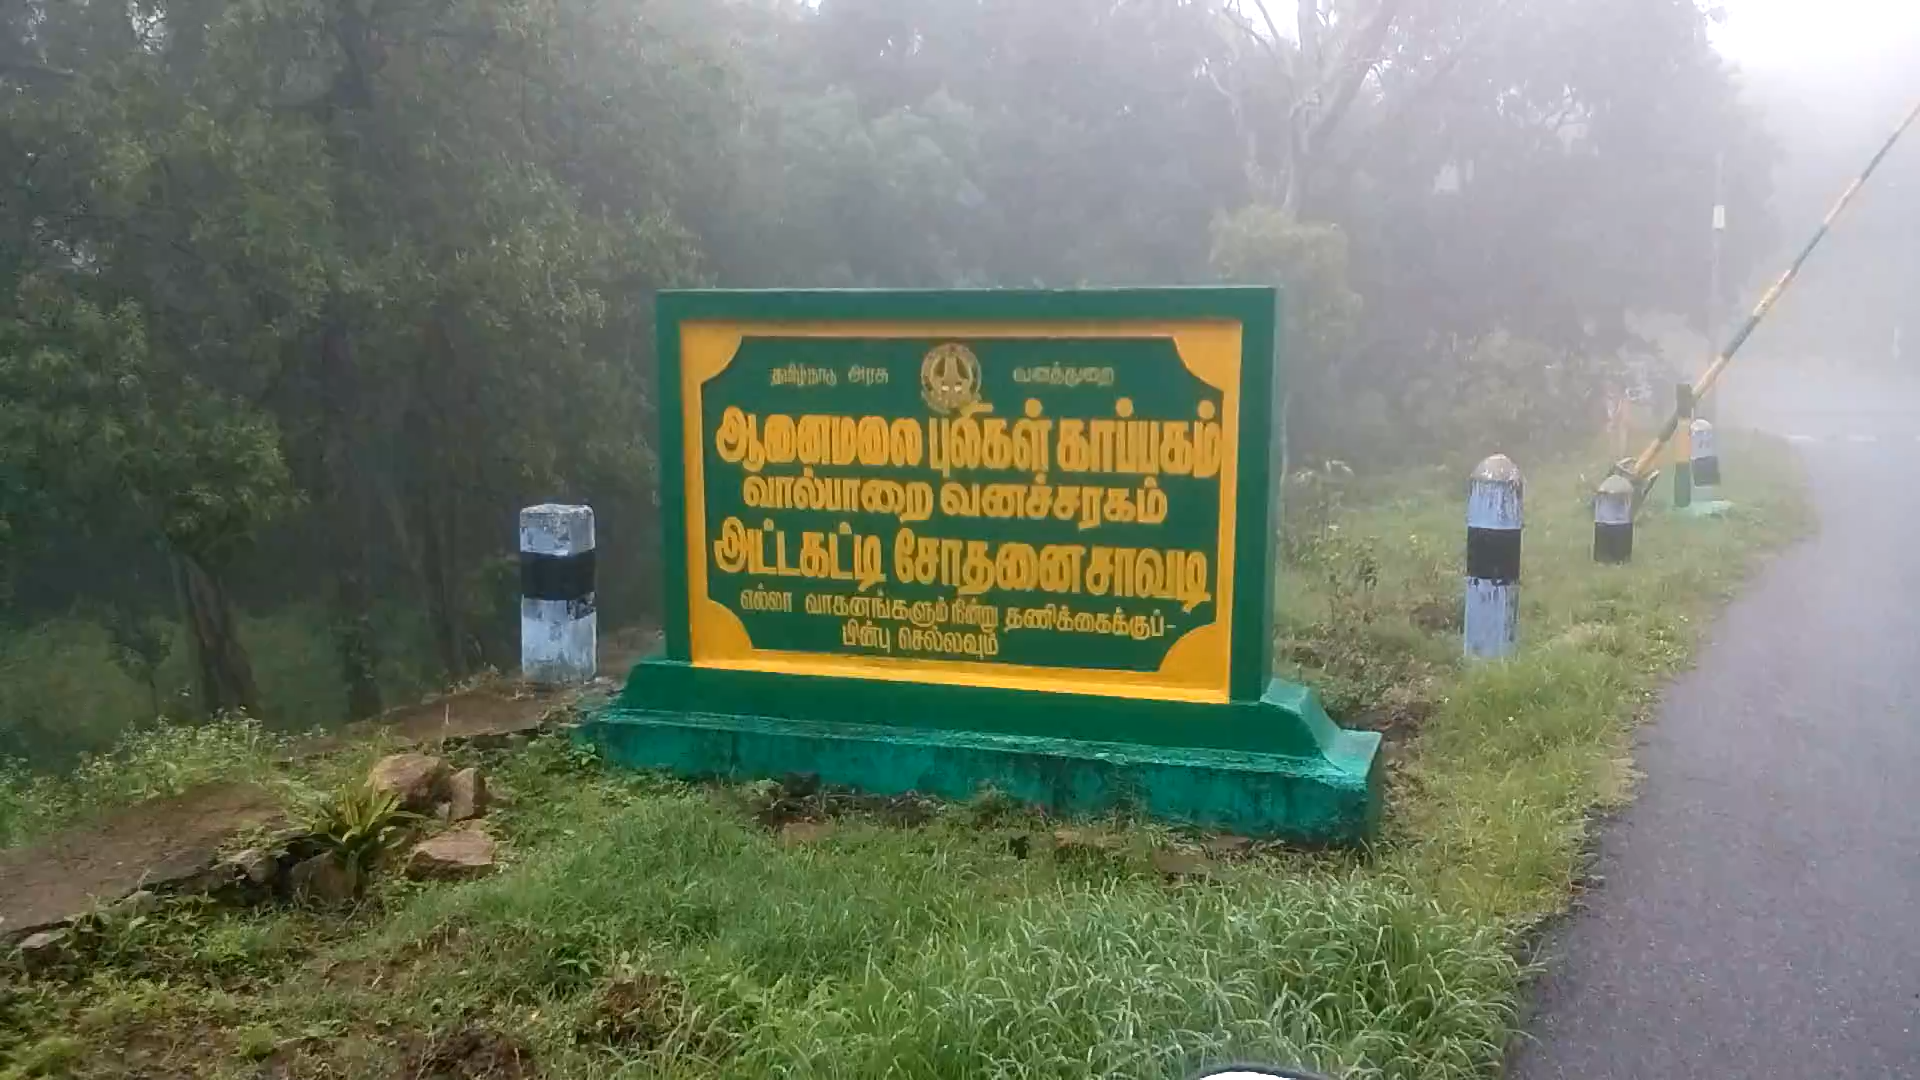 தமிழ்நாடு அரசு வனத்துறை
ஆனைமலை புலிகள் காப்பகம்
வால்பாறை வனச்சரகம்
அட்டகட்டி சோதனைசாவடி
எல்லா வாகனங்களும் நின்று தணிக்கைக்குப்-
பின்பு செல்லவும்